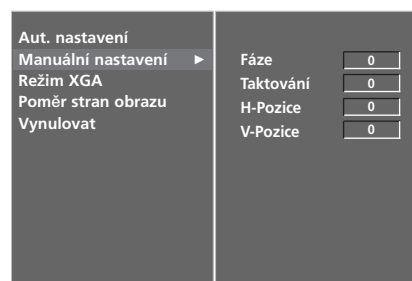 Aut. nastavení
Manuální nastavení ►
Režim XGA
Poměr stran obrazu
Vynulovat
Fáze 0
Taktování 0
H-Pozice 0
V-Pozice 0